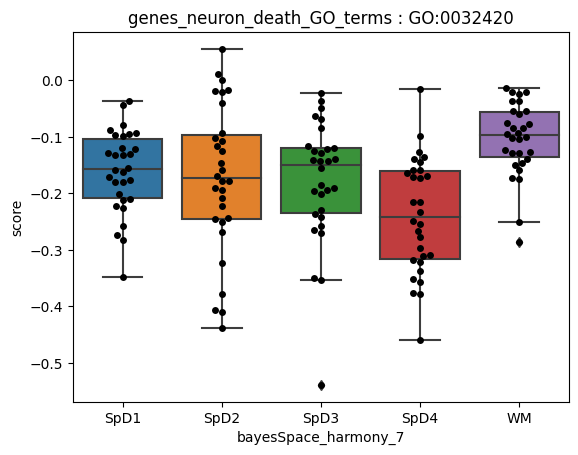 genes_neuron_death_GO_terms : GO:0032420
score
0.0
−0.1
−0.2
−0.3
−0.4
−0.5
SpD1 SpD2 SpD3 SpD4 WM
bayesSpace_harmony_7